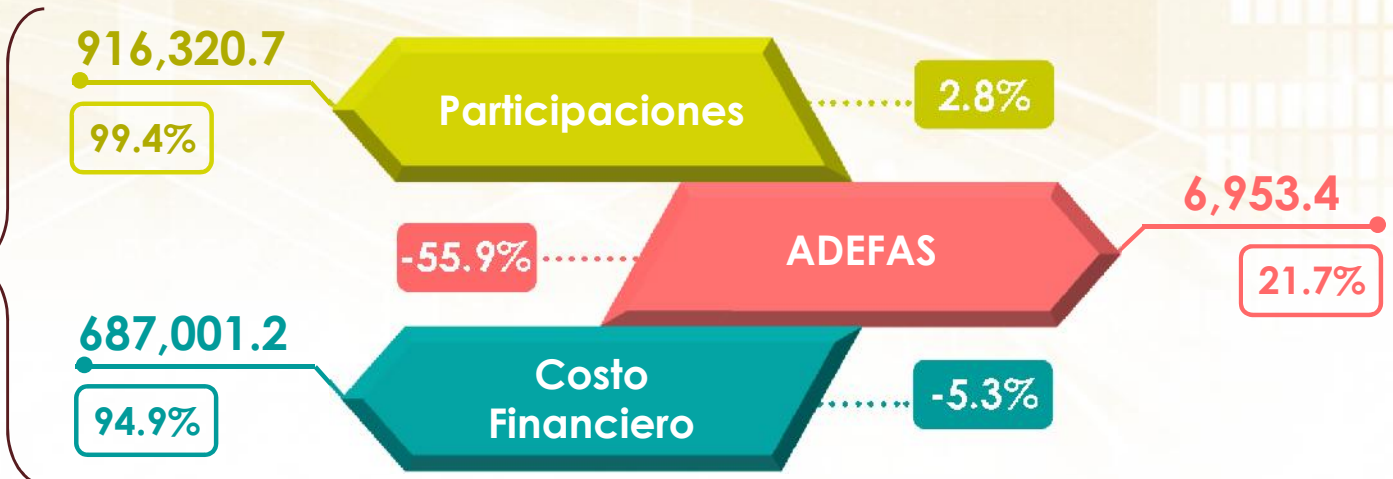 916,320.7
99.4%
Participaciones
2.8%
-55.9%
ADEFAS
6,953.4
21.7%
687,001.2
94.9%
Costo
Financiero
-5.3%